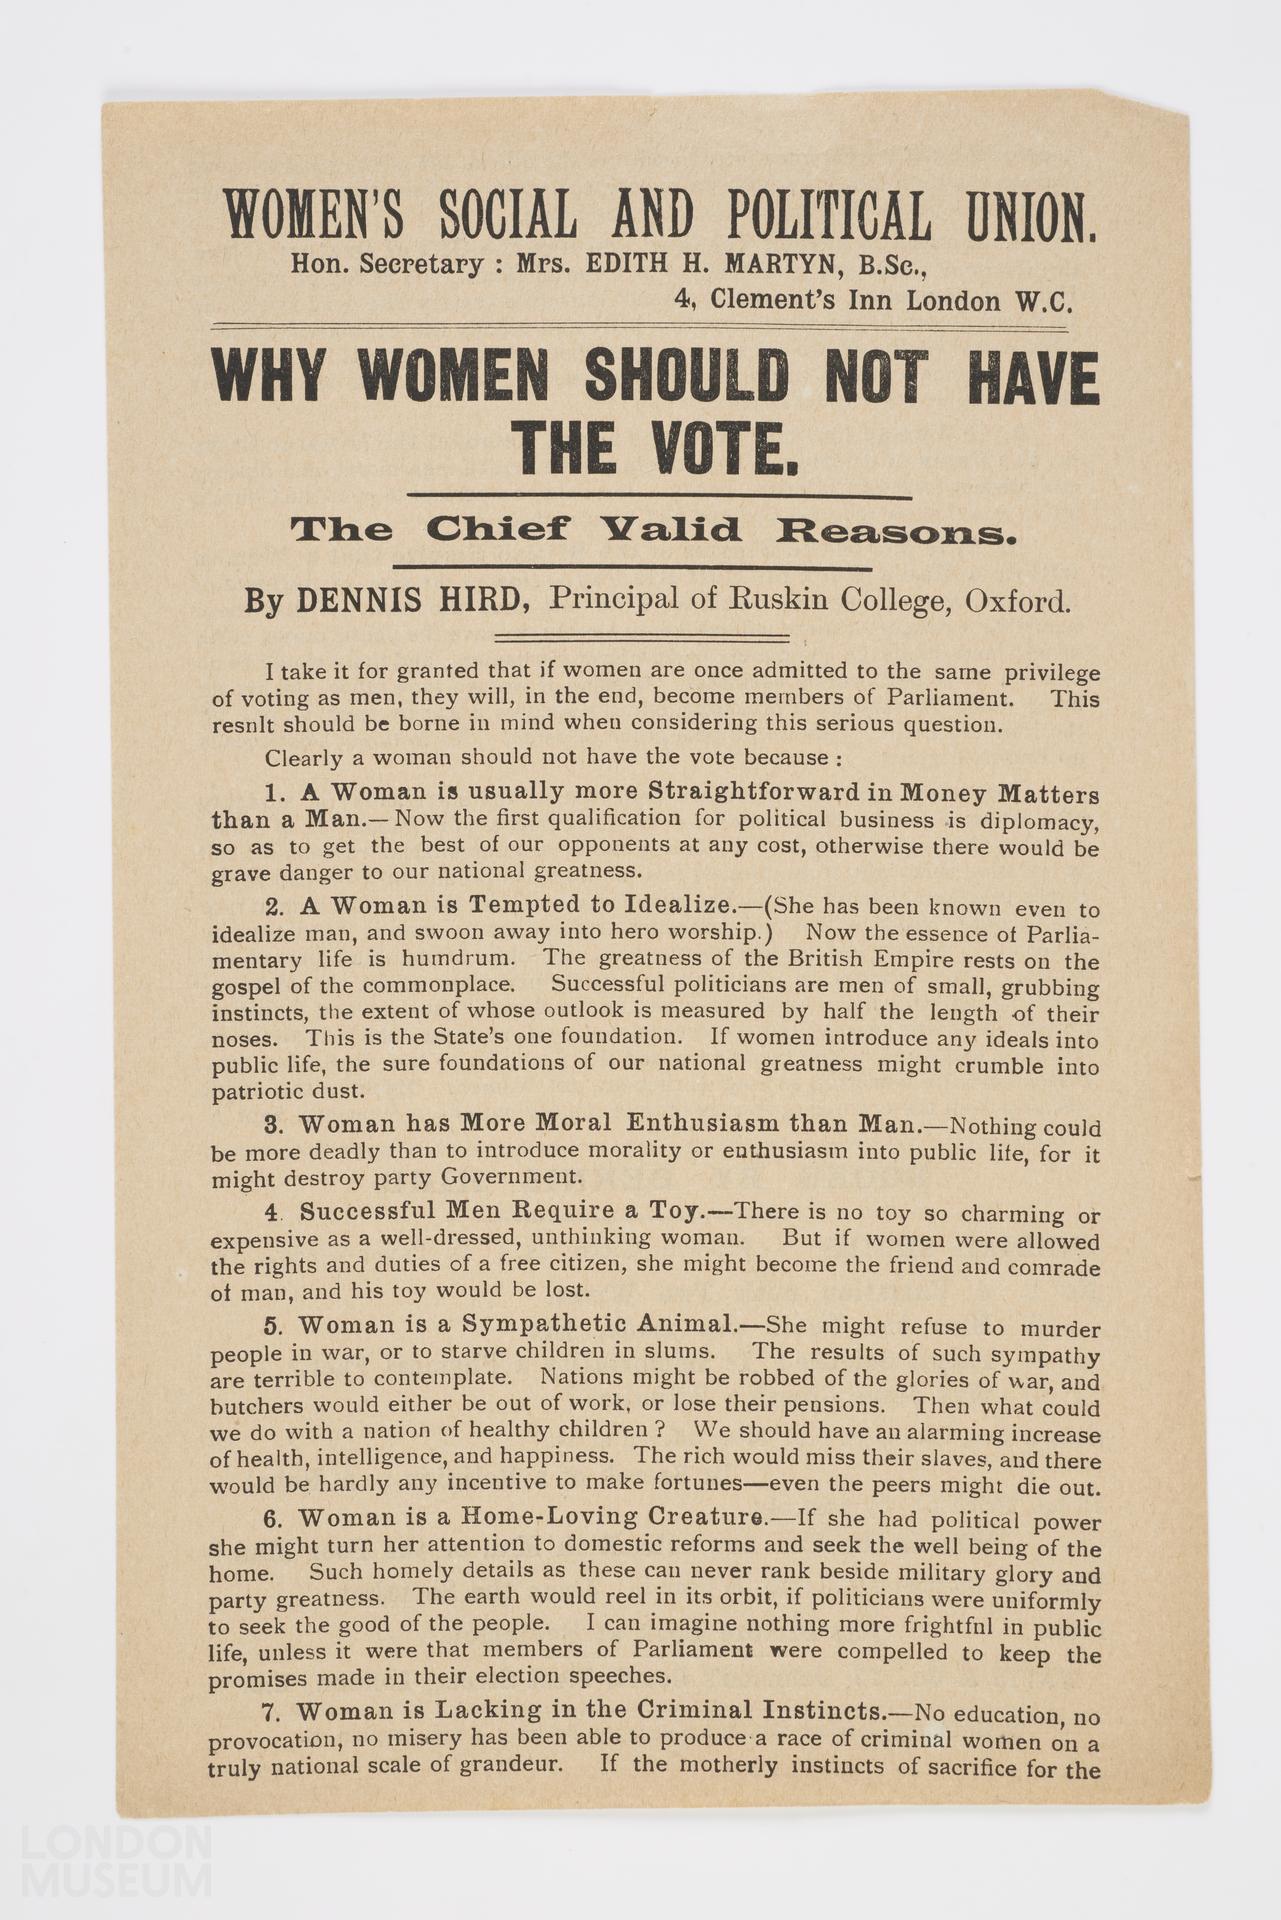 WOMEN'S SOCIAL AND POLITICAL UNION.
Hon. Secretary : Mrs. EDITH H. MARTYN, B.Sc.,
4, Clement's Inn London W.C.
WHY WOMEN SHOULD NOT HAVE
THE VOTE.
The Chief Valid Reasons.
By DENNIS HIRD, Principal of Ruskin College, Oxford.
I take it for granted that if women are once admitted to the same privilege
of voting as men, they will, in the end, become members of Parliament. This
resnlt should be borne in mind when considering this serious question.
Clearly a woman should not have the vote because :
1. A Woman is usually more Straightforward in Money Matters
than a Man.—Now the first qualification for political business is diplomacy,
so as to get the best of our opponents at any cost, otherwise there would be
grave danger to our national greatness.
2. A Woman is Tempted to Idealize.—(She has been known even to
idealize man, and swoon away into hero worship.) Now the essence of Parlia-
mentary life is humdrum. The greatness of the British Empire rests on the
gospel of the commonplace. Successful politicians are men of small, grubbing
instincts, the extent of whose outlook is measured by half the length of their
noses. This is the State's one foundation. If women introduce any ideals into
public life, the sure foundations of our national greatness might crumble into
patriotic dust.
3. Woman has More Moral Enthusiasm than Man.—Nothing could
be more deadly than to introduce morality or enthusiasm into public life, for it
might destroy party Government.
4. Successful Men Require a Toy.—There is no toy so charming or
expensive as a well-dressed, unthinking woman. But if women were allowed
the rights and duties of a free citizen, she might become the friend and comrade
of man, and his toy would be lost.
5. Woman is a Sympathetic Animal.—She might refuse to murder
people in war, or to starve children in slums. The results of such sympathy
are terrible to contemplate. Nations might be robbed of the glories of war, and
butchers would either be out of work, or lose their pensions. Then what could
we do with a nation of healthy children ? We should have an alarming increase
of health, intelligence, and happiness. The rich would miss their slaves, and there
would be hardly any incentive to make fortunes—even the peers might die out.
6. Woman is a Home-Loving Creature.—If she had political power
she might turn her attention to domestic reforms and seek the well being of the
home. Such homely details as these can never rank beside military glory and
party greatness. The earth would reel in its orbit, if politicians were uniformly
to seek the good of the people. I can imagine nothing more frightfnl in public
life, unless it were that members of Parliament were compelled to keep the
promises made in their election speeches.
7. Woman is Lacking in the Criminal Instincts.—No education, no
provocation, no misery has been able to produce a race of criminal women on a
truly national scale of grandeur. If the motherly instincts of sacrifice for the
LONDON
MUSEUM